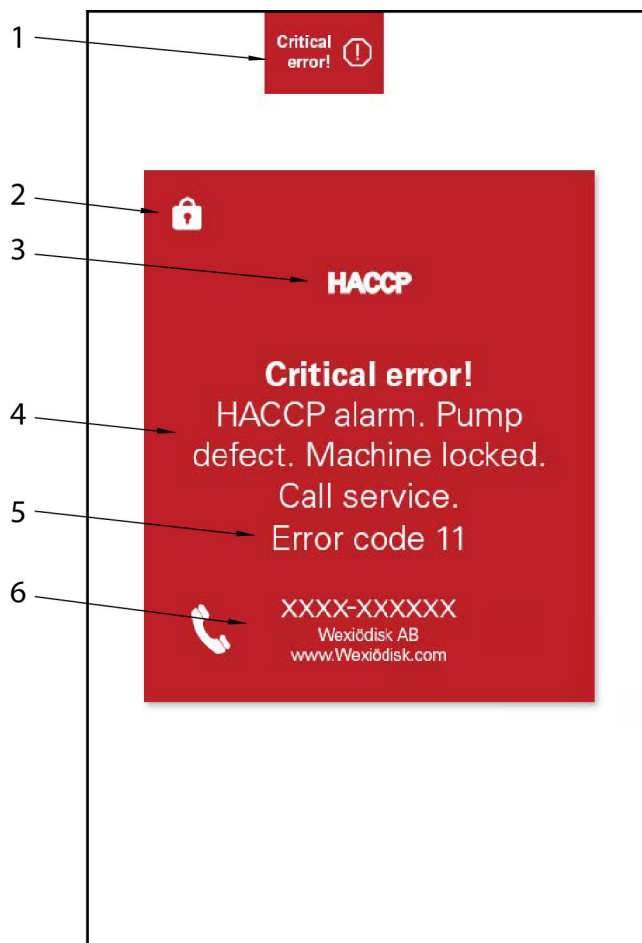 1
Critical
error!
2
3
HACCP
Critical error!
4
HACCP alarm. Pump
defect. Machine locked.
Call service.
5
Error code 11
6
XXXX-XXXXXX
Wexiödisk AB
www.Wexiödisk.com